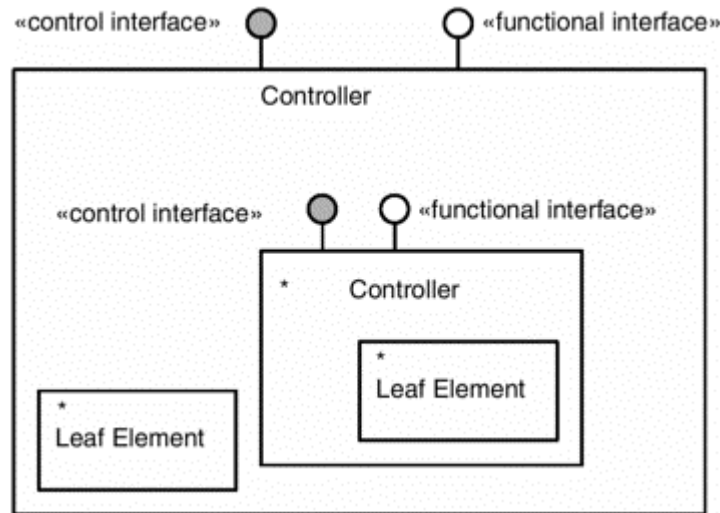 «control interface» «functional interface»
Controller
«control interface» «functional interface»
* Controller
*
Leaf Element
*
Leaf Element